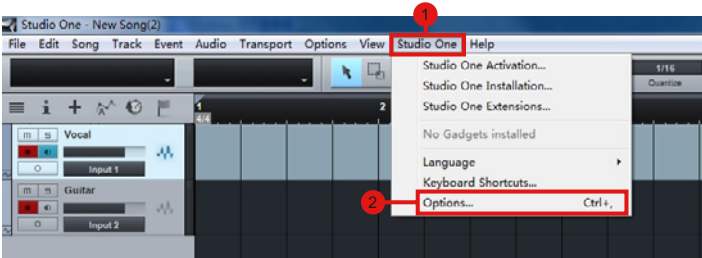 1
Studio One - New Song(2)
File Edit Song Track Event Audio Transport Options View Studio One Help
Studio One Activation...
Studio One Installation...
Studio One Extensions...
No Gadgets installed
Language
Keyboard Shortcuts...
2
Options... Ctrl+,
1/16
Quantize
1
2
4/4
m s Vocal
Input 1
m s Guitar
Input 2